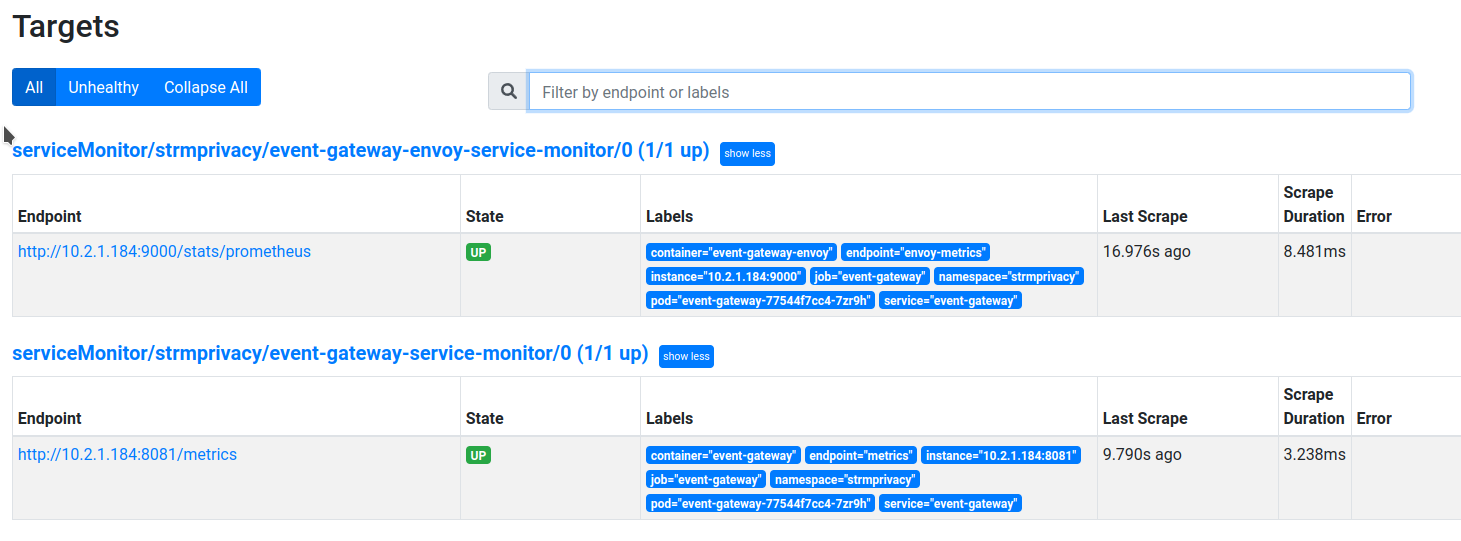 Targets
All Unhealthy Collapse All
Filter by endpoint or labels
serviceMonitor/strmprivacy/event-gateway-envoy-service-monitor/0 (1/1 up) show less
Endpoint State Labels Last Scrape Scrape Duration Error
http://10.2.1.184:9000/stats/prometheus UP container="event-gateway-envoy" endpoint="envoy-metrics" 16.976s ago 8.481ms
instance="10.2.1.184:9000" job="event-gateway" namespace="strmprivacy"
pod="event-gateway-77544f7cc4-7zr9h" service="event-gateway"
serviceMonitor/strmprivacy/event-gateway-service-monitor/0 (1/1 up) show less
Endpoint State Labels Last Scrape Scrape Duration Error
http://10.2.1.184:8081/metrics UP container="event-gateway" endpoint="metrics" instance="10.2.1.184:8081" 9.790s ago 3.238ms
job="event-gateway" namespace="strmprivacy"
pod="event-gateway-77544f7cc4-7zr9h" service="event-gateway"